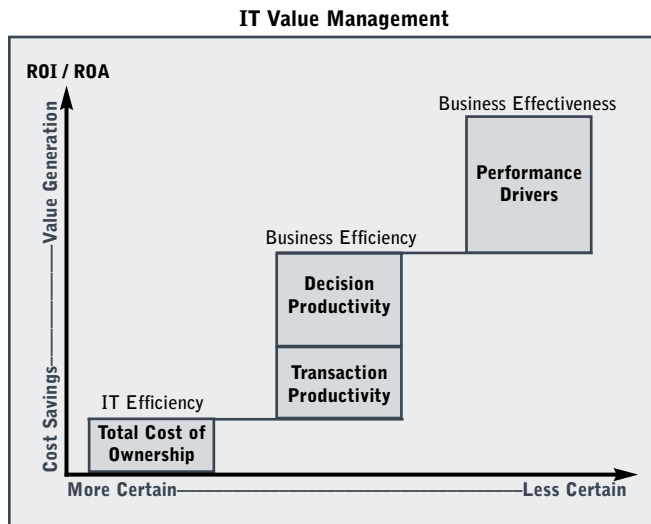 IT Value Management
ROI / ROA
Business Effectiveness
Performance
Drivers
Business Efficiency
Decision
Productivity
Transaction
Productivity
IT Efficiency
Total Cost of
Ownership
Cost Savings
Value Generation
More Certain
Less Certain